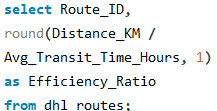 select Route_ID,
round(Distance_KM /
Avg_Transit_Time_Hours, 1)
as Efficiency_Ratio
from dhl_routes;